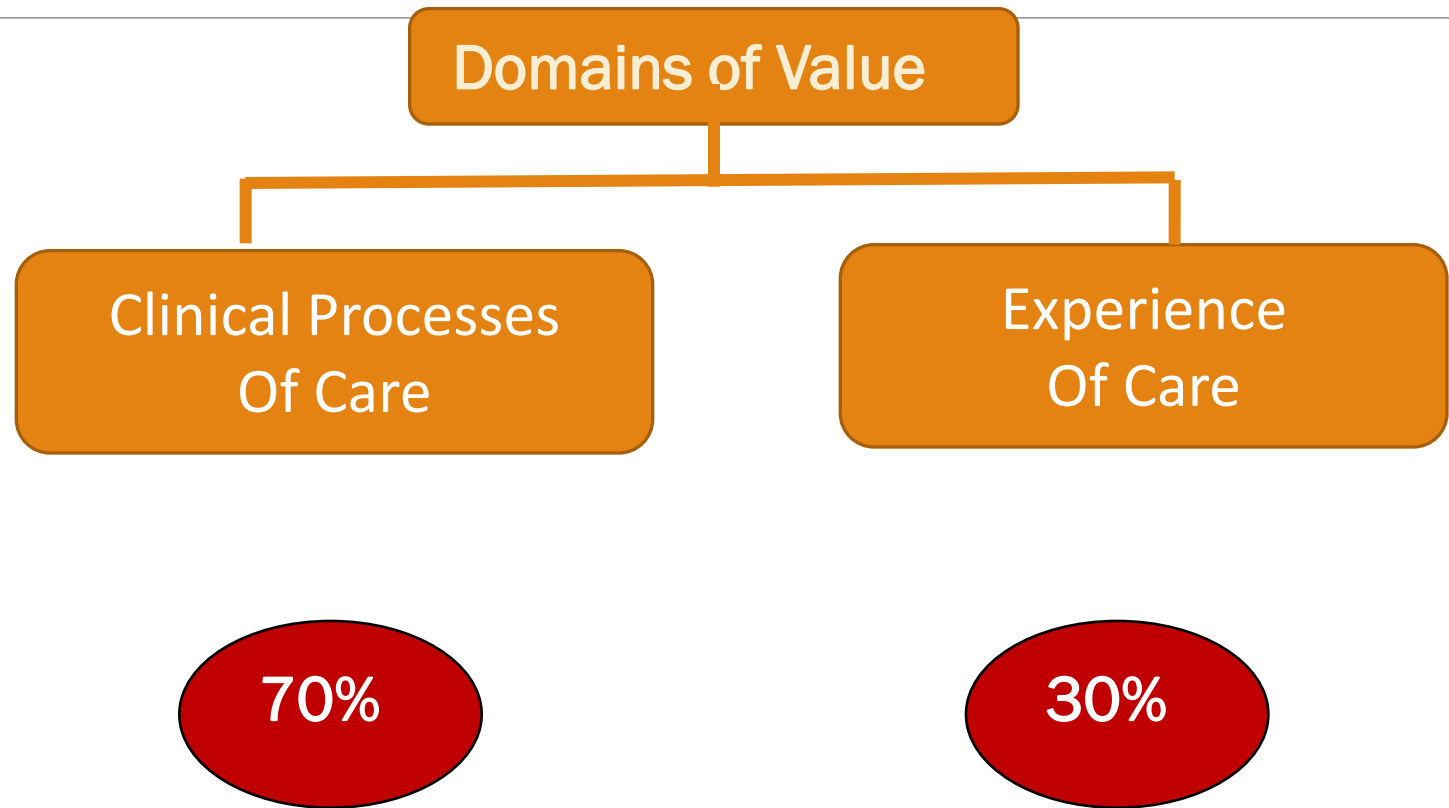 Domains of Value
Clinical Processes
Of Care
Experience
Of Care
70%
30%